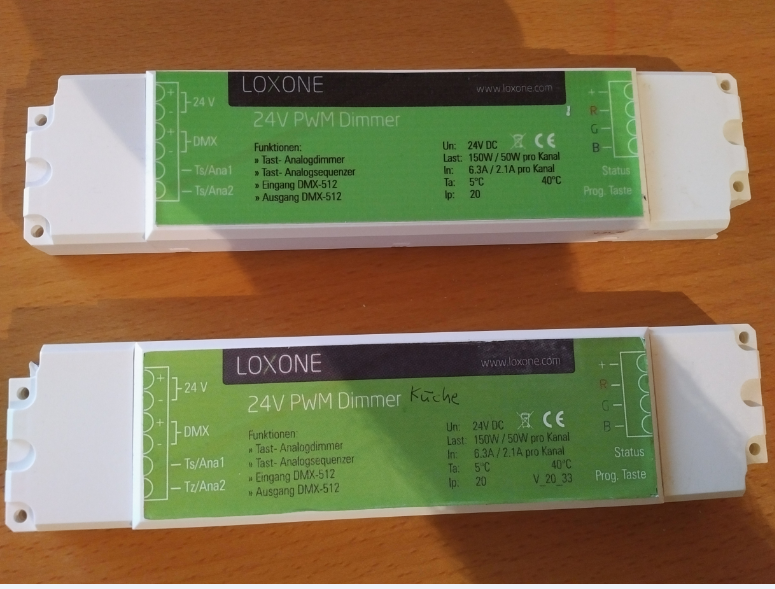 LOXONE
www.loxone.com
24V PWM Dimmer
+
24 V
-
+
DMX
-
Ts/Ana1
Ts/Ana2
Funktionen:
» Tast- Analogdimmer
» Tast- Analogsequenzer
» Eingang DMX-512
» Ausgang DMX-512
Un: 24V DC CE
Last: 150W / 50W pro Kanal
In: 6.3A / 2.1A pro Kanal
Ta: 5°C 40°C
Ip: 20
+
R
G
B
Status
Prog. Taste
LOXONE
www.loxone.com
24V PWM Dimmer Küche
+
24 V
-
+
DMX
-
Ts/Ana1
Tz/Ana2
Funktionen:
» Tast- Analogdimmer
» Tast- Analogsequenzer
» Eingang DMX-512
» Ausgang DMX-512
Un: 24V DC CE
Last 150W / 50W pro Kanal
In: 6.3A / 2.1A pro Kanal
Ta: 5°C 40°C
Ip: 20 V_20_33
+
R
G
B
Status
Prog. Taste